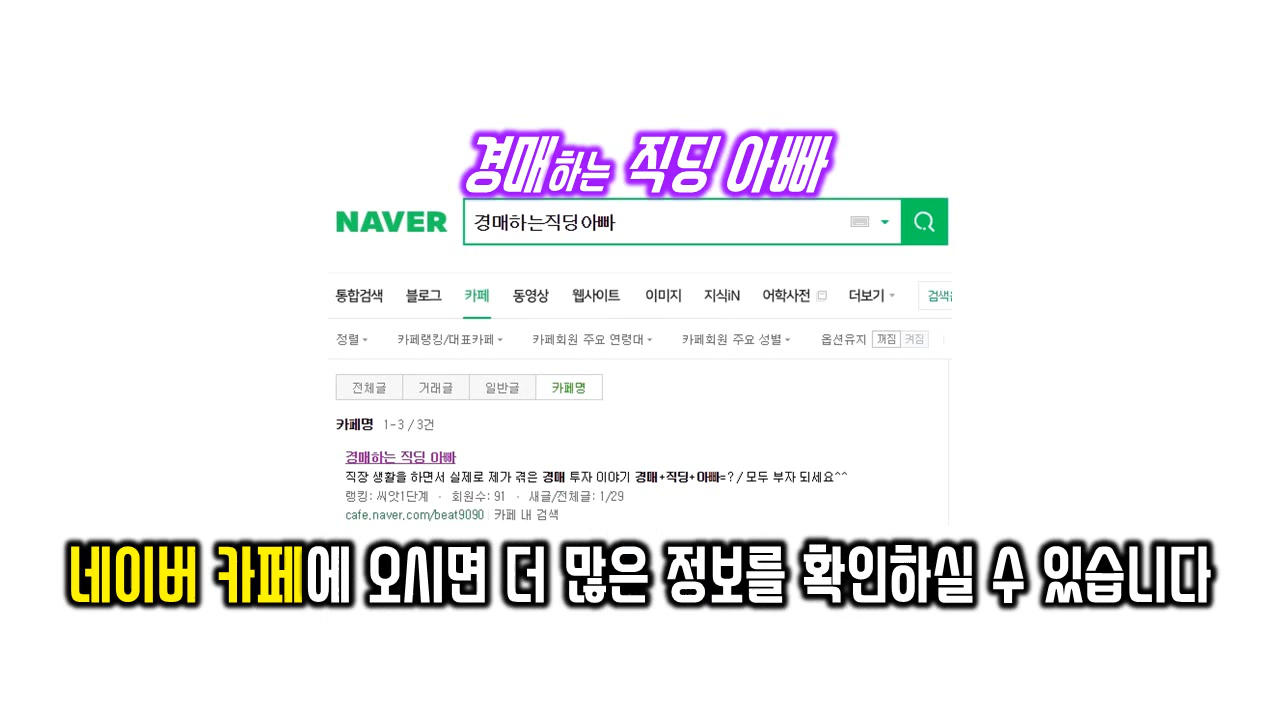 경매하는 직딩 아빠
NAVER 경매하는직딩아빠
통합검색 블로그 카페 동영상 웹사이트 이미지 지식iN 어학사전 더보기
정렬 카페랭킹/대표카페 카페회원 주요 연령대 카페회원 주요 성별 옵션유지 꺼짐 켜짐
전체글 거래글 일반글 카페명
카페명 1-3 / 3건
경매하는 직딩 아빠
직장 생활을 하면서 실제로 제가 겪은 경매 투자 이야기 경매+직딩+아빠=? / 모두 부자 되세요^^
랭킹: 씨앗1단계 · 회원수: 91 · 새글/전체글: 1/29
cafe.naver.com/beat9090 카페 내 검색
네이버 카페에 오시면 더 많은 정보를 확인하실 수 있습니다